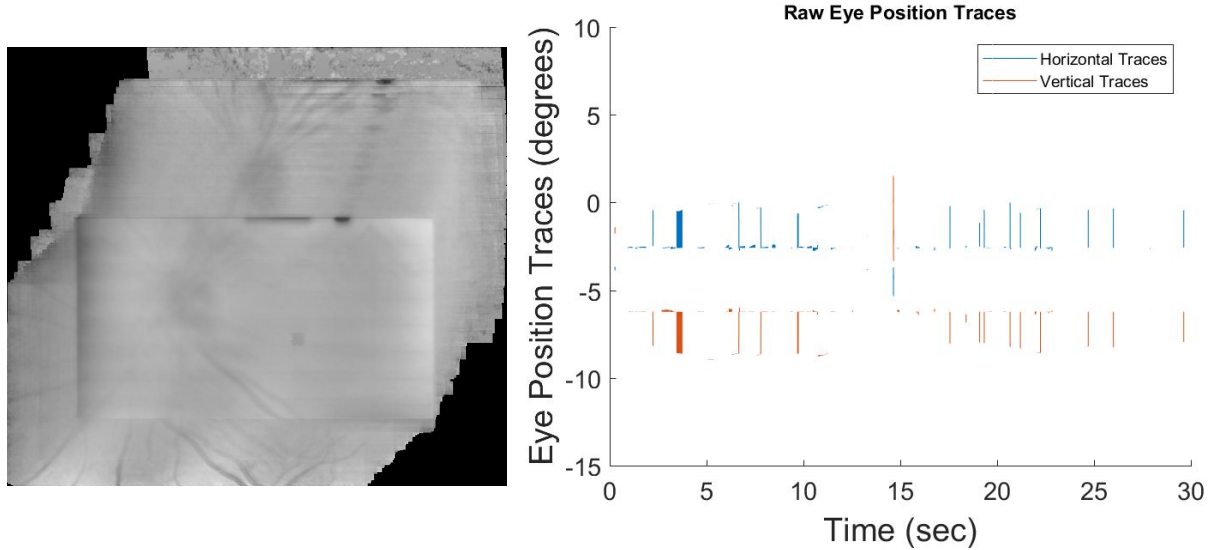 Raw Eye Position Traces
Horizontal Traces
Vertical Traces
Eye Position Traces (degrees)
10
5
0
-5
-10
-15
0
5
10
15
20
25
30
Time (sec)